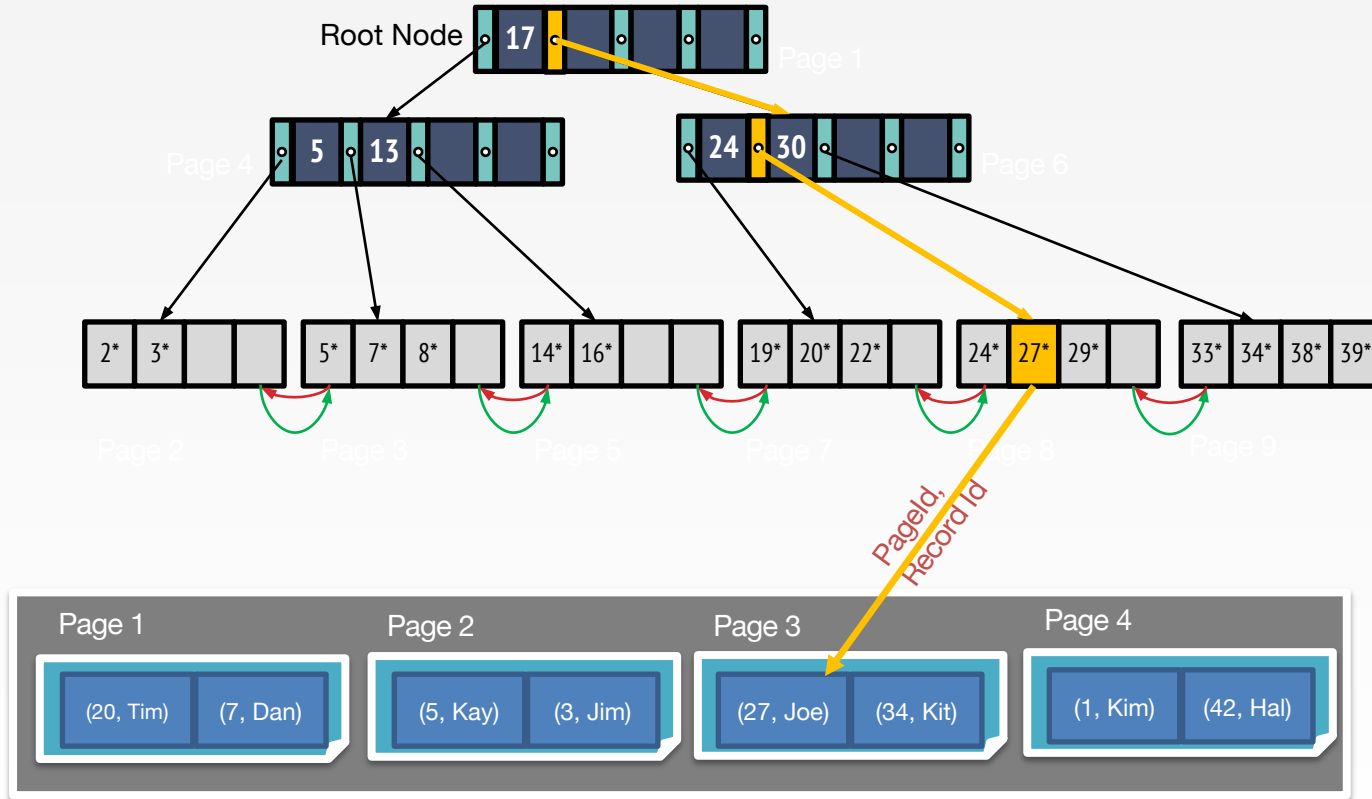 Root Node
17
Page 1
Page 4
5 13
24 30
Page 6
2* 3*
5* 7* 8*
14* 16*
19* 20* 22*
24* 27* 29*
33* 34* 38* 39*
Page 2
Page 3
Page 5
Page 7
Page 8
Page 9
PageId,
Record Id
Page 1
Page 2
Page 3
Page 4
(20, Tim) (7, Dan)
(5, Kay) (3, Jim)
(27, Joe) (34, Kit)
(1, Kim) (42, Hal)